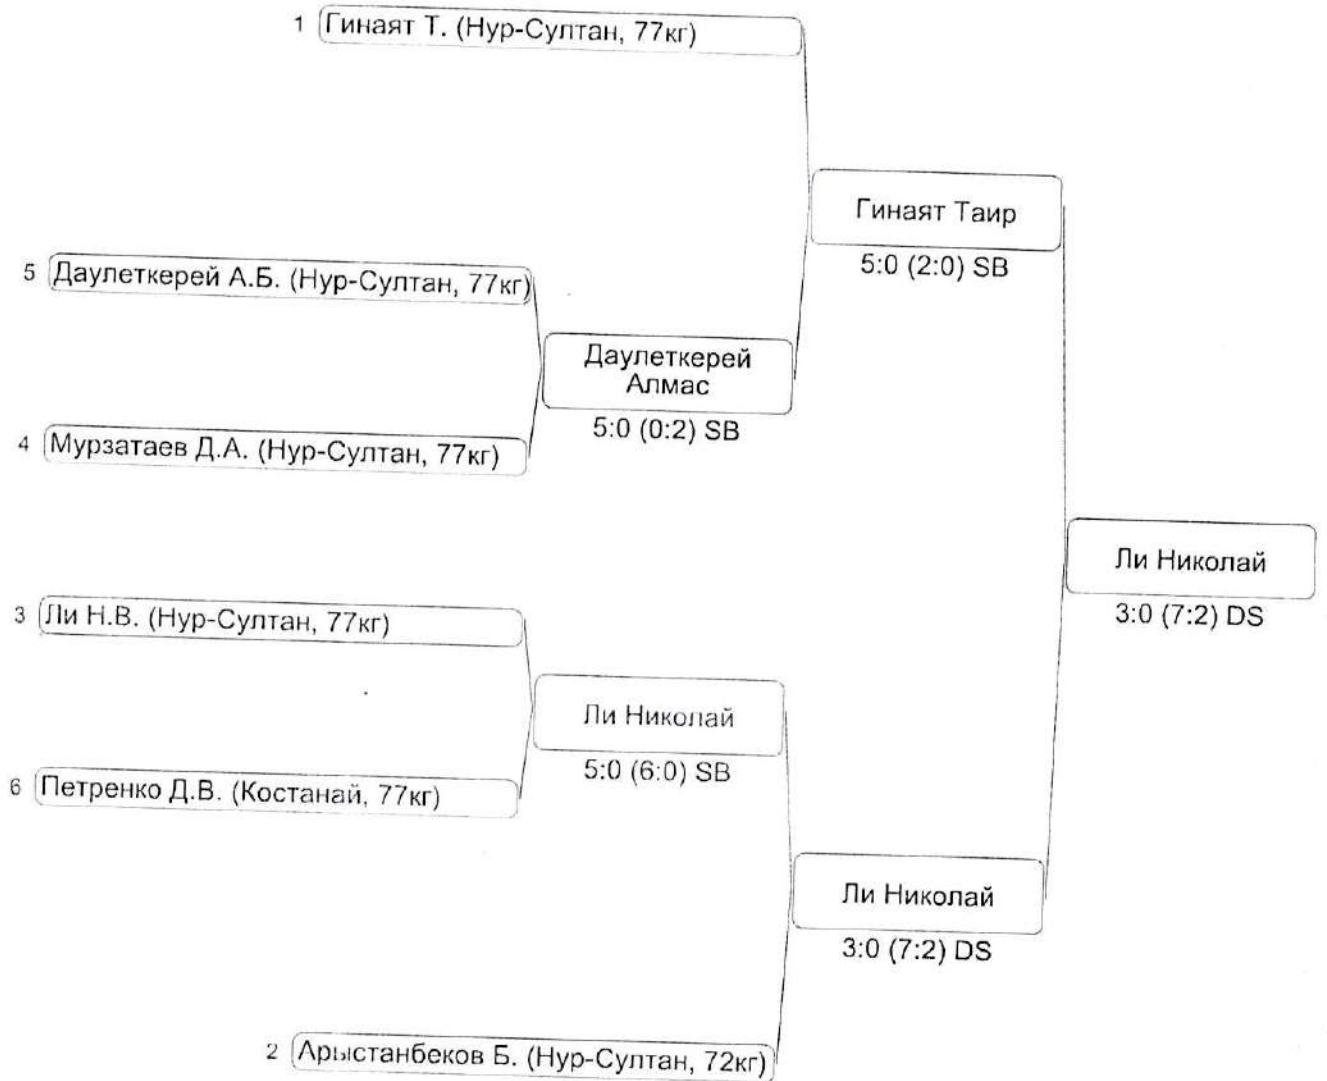 1 Гинаят Т. (Нур-Султан, 77кг)
Гинаят Таир
5:0 (2:0) SB
5 Даулеткерей А.Б. (Нур-Султан, 77кг)
Даулеткерей
Алмас
5:0 (0:2) SB
4 Мурзатаев Д.А. (Нур-Султан, 77кг)
Ли Николай
3:0 (7:2) DS
3 Ли Н.В. (Нур-Султан, 77кг)
Ли Николай
5:0 (6:0) SB
6 Петренко Д.В. (Костанай, 77кг)
Ли Николай
3:0 (7:2) DS
2 Арыстанбеков Б. (Нур-Султан, 72кг)